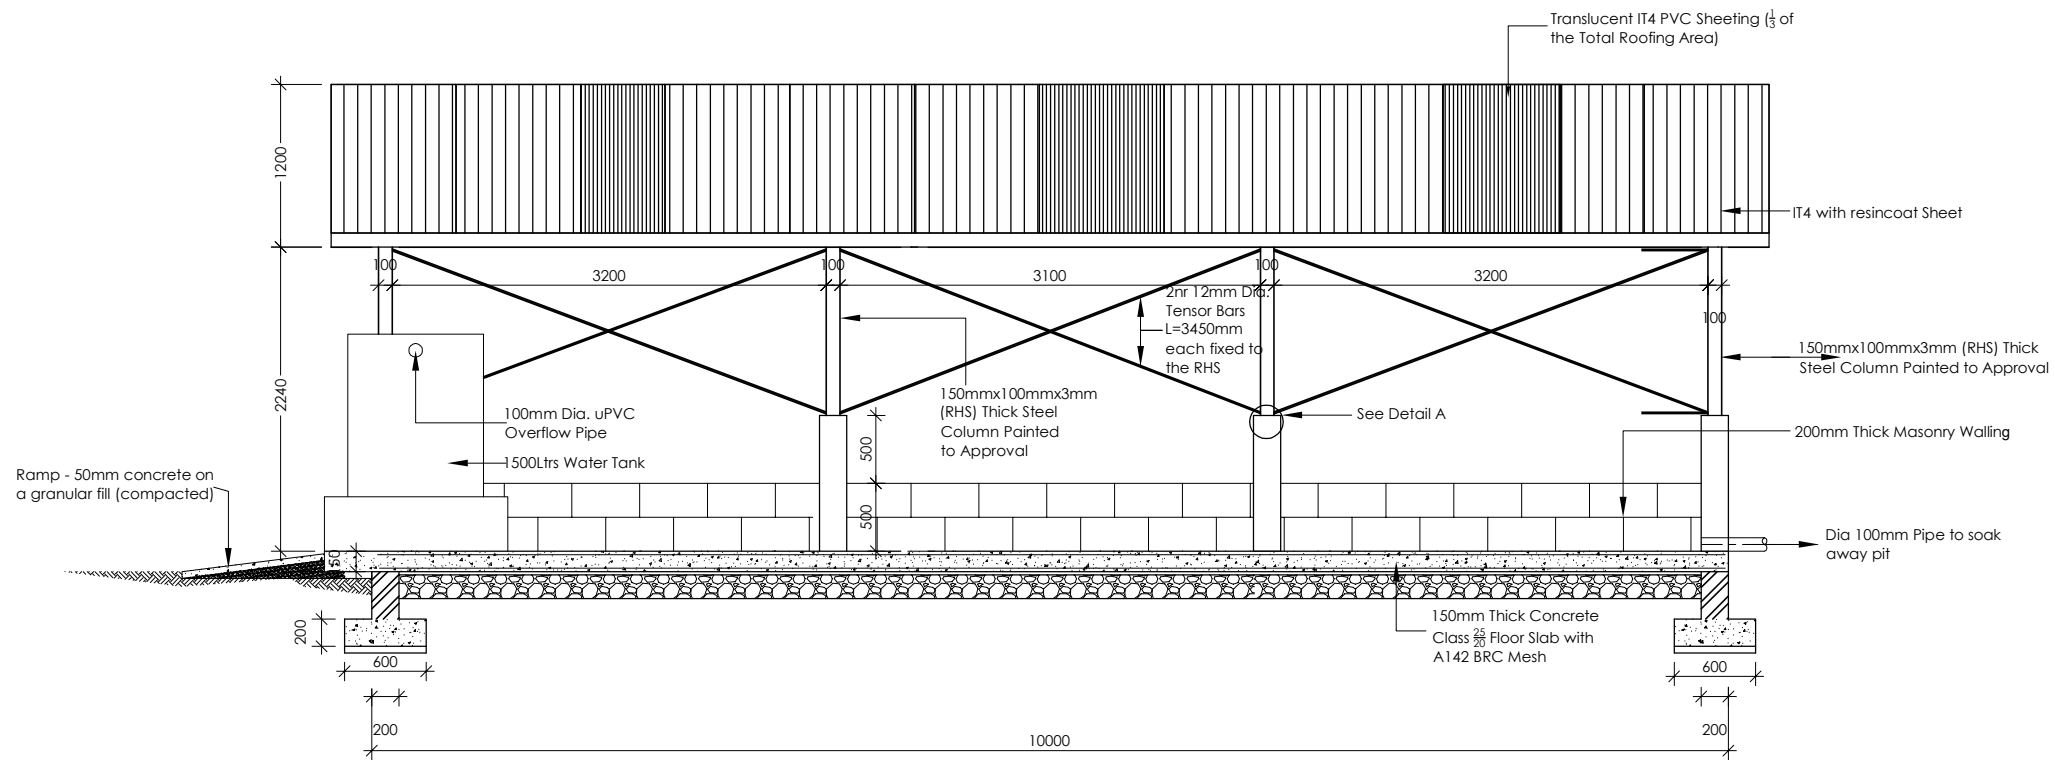 Translucent IT4 PVC Sheeting (1/3 of
the Total Roofing Area)
1200
IT4 with resincoat Sheet
100
3200
100
3100
100
3200
100
2nr 12mm Dia.
Tensor Bars
L=3450mm
each fixed to
the RHS
2240
150mmx100mmx3mm (RHS) Thick
Steel Column Painted to Approval
150mmx100mmx3mm
(RHS) Thick Steel
Column Painted
to Approval
100mm Dia. uPVC
Overflow Pipe
See Detail A
500
200mm Thick Masonry Walling
1500Ltrs Water Tank
Ramp - 50mm concrete on
a granular fill (compacted)
500
Dia 100mm Pipe to soak
away pit
150
150mm Thick Concrete
Class 25/20 Floor Slab with
A142 BRC Mesh
200
600
600
200
200
10000